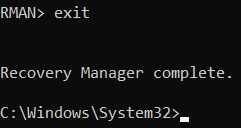 RMAN> exit
Recovery Manager complete.
C:\Windows\System32>